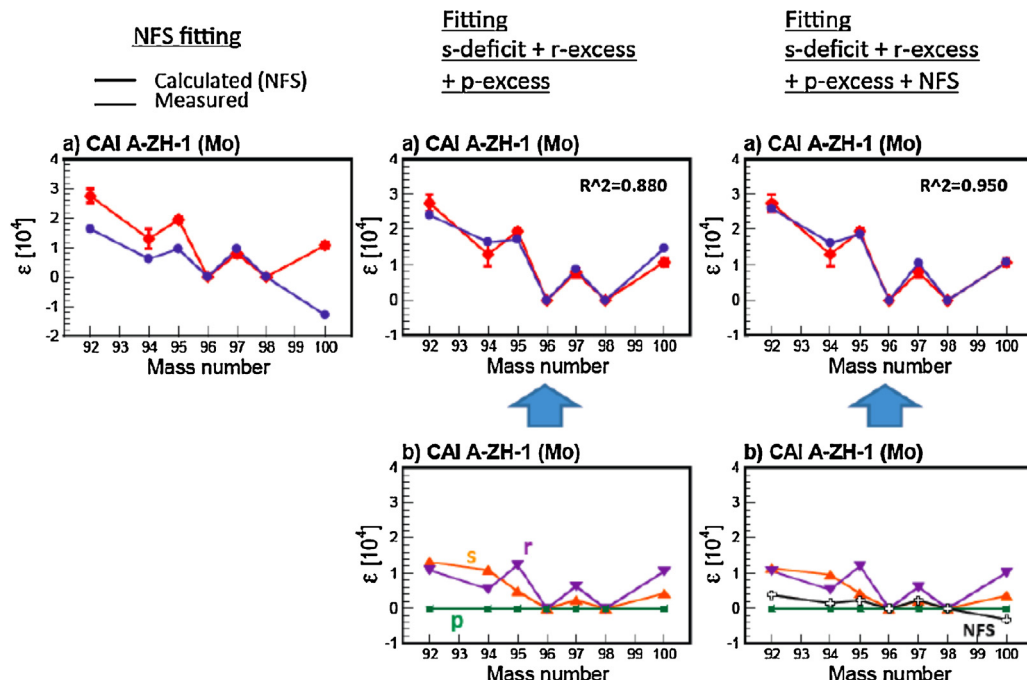 NFS fitting
Calculated (NFS)
Measured
a) CAI A-ZH-1 (Mo)
ε [10⁴]
4
3
2
1
0
-1
-2
92 93 94 95 96 97 98 99 100
Mass number
Fitting
s-deficit + r-excess
+ p-excess
a) CAI A-ZH-1 (Mo)
R^2=0.880
ε [10⁴]
4
3
2
1
0
-1
92 93 94 95 96 97 98 99 100
Mass number
Fitting
s-deficit + r-excess
+ p-excess + NFS
a) CAI A-ZH-1 (Mo)
R^2=0.950
ε [10⁴]
4
3
2
1
0
-1
92 93 94 95 96 97 98 99 100
Mass number
b) CAI A-ZH-1 (Mo)
ε [10⁴]
4
3
2
1
0
-1
s
r
p
92 93 94 95 96 97 98 99 100
Mass number
b) CAI A-ZH-1 (Mo)
ε [10⁴]
4
3
2
1
0
-1
NFS
92 93 94 95 96 97 98 99 100
Mass number